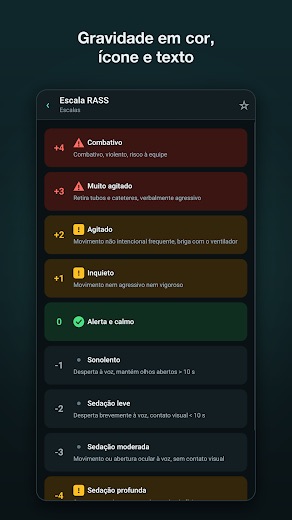 Gravidade em cor,
ícone e texto
Escala RASS
Escalas
+4 Combativo
Combativo, violento, risco à equipe
+3 Muito agitado
Retira tubos e cateteres, verbalmente agressivo
+2 Agitado
Movimento não intencional frequente, briga com o ventilador
+1 Inquieto
Movimento nem agressivo nem vigoroso
0 Alerta e calmo
-1 Sonolento
Desperta à voz, mantém olhos abertos > 10 s
-2 Sedação leve
Desperta brevemente à voz, contato visual < 10 s
-3 Sedação moderada
Movimento ou abertura ocular à voz, sem contato visual
-4 Sedação profunda